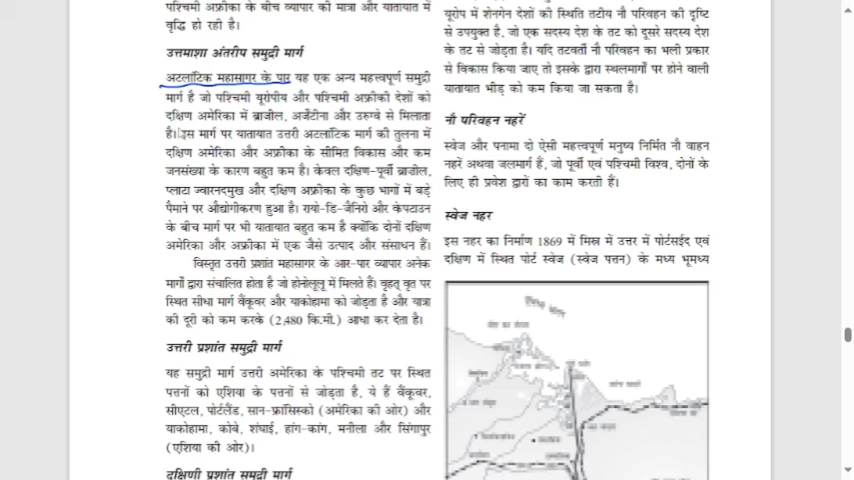 पश्चिमी अफ्रीका के बीच व्यापार की मात्रा और यातायात में
वृद्धि हो रही है।
उत्तमाशा अंतरीप समुद्री मार्ग
अटलांटिक महासागर के पार यह एक अन्य महत्त्वपूर्ण समुद्री
मार्ग है जो पश्चिमी यूरोपीय और पश्चिमी अफ्रीकी देशों को
दक्षिण अमेरिका में ब्राजील, अर्जेंटीना और उरुग्वे से मिलाता
है। इस मार्ग पर यातायात उत्तरी अटलांटिक मार्ग की तुलना में
दक्षिण अमेरिका और अफ्रीका के सीमित विकास और कम
जनसंख्या के कारण बहुत कम है। केवल दक्षिण-पूर्वी ब्राजील,
प्लाटा ज्वारनदमुख और दक्षिण अफ्रीका के कुछ भागों में बड़े
पैमाने पर औद्योगीकरण हुआ है। रायो-डि-जैनिरो और केपटाउन
के बीच मार्ग पर भी यातायात बहुत कम है क्योंकि दोनों दक्षिण
अमेरिका और अफ्रीका में एक जैसे उत्पाद और संसाधन हैं।
विस्तृत उत्तरी प्रशांत महासागर के आर-पार व्यापार अनेक
मार्गों द्वारा संचालित होता है जो होनोलूलू में मिलते हैं। वृहत् वृत पर
स्थित सीधा मार्ग वैंकूवर और याकोहामा को जोड़ता है और यात्रा
की दूरी को कम करके (2,480 कि.मी.) आधा कर देता है।
उत्तरी प्रशांत समुद्री मार्ग
यह समुद्री मार्ग उत्तरी अमेरिका के पश्चिमी तट पर स्थित
पत्तनों को एशिया के पत्तनों से जोड़ता है, ये हैं वैंकूवर,
सीएटल, पोर्टलैंड, सान-फ्रांसिस्को (अमेरिका की ओर) और
याकोहामा, कोबे, शंघाई, हांग-कांग, मनीला और सिंगापुर
(एशिया की ओर)।
दक्षिणी प्रशांत समुद्री मार्ग
यूरोप में शेनगेन देशों की स्थिति तटीय नौ परिवहन की दृष्टि
से उपयुक्त है, जो एक सदस्य देश के तट को दूसरे सदस्य देश
के तट से जोड़ता है। यदि तटवर्ती नौ परिवहन का भली प्रकार
से विकास किया जाए तो इसके द्वारा स्थलमार्गों पर होने वाली
यातायात भीड़ को कम किया जा सकता है।
नौ परिवहन नहरें
स्वेज और पनामा दो ऐसी महत्त्वपूर्ण मनुष्य निर्मित नौ वाहन
नहरें अथवा जलमार्ग हैं, जो पूर्वी एवं पश्चिमी विश्व, दोनों के
लिए ही प्रवेश द्वारों का काम करती हैं।
स्वेज नहर
इस नहर का निर्माण 1869 में मिस्र में उत्तर में पोर्टसईद एवं
दक्षिण में स्थित पोर्ट स्वेज (स्वेज पत्तन) के मध्य भूमध्य